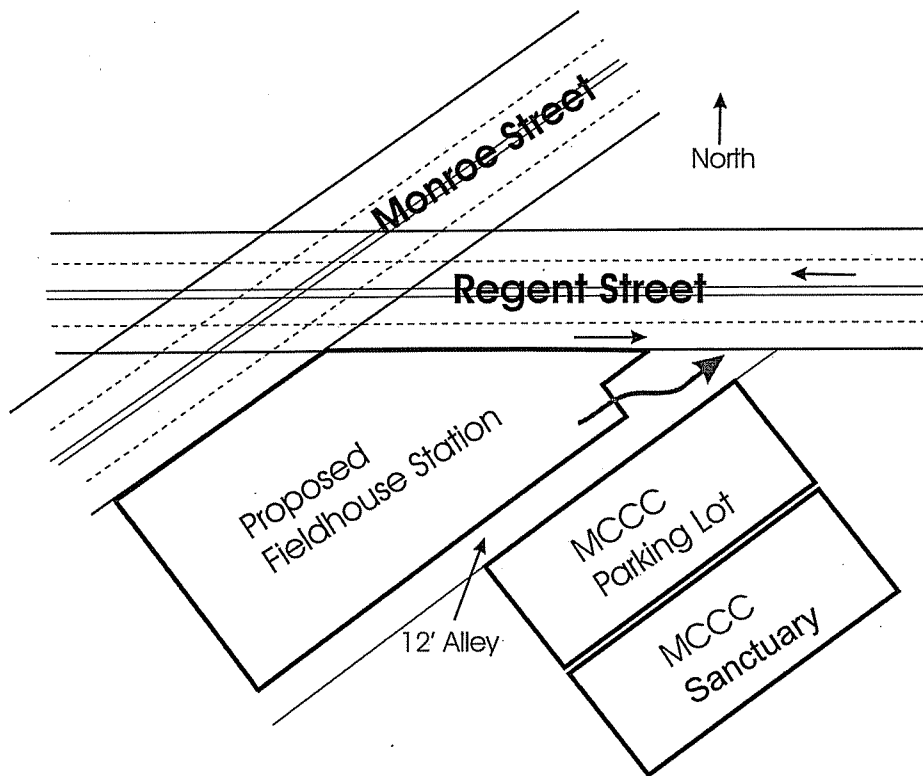 Monroe Street
North
Regent Street
Proposed
Fieldhouse Station
MCCC
Parking Lot
12' Alley
MCCC
Sanctuary